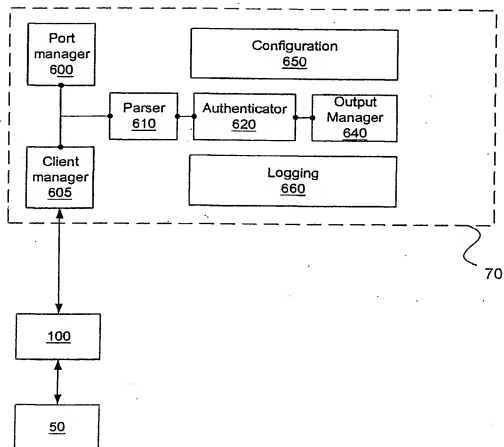 Port
manager
600
Configuration
650
Parser
610
Authenticator
620
Output
Manager
640
Client
manager
605
Logging
660
70
100
50